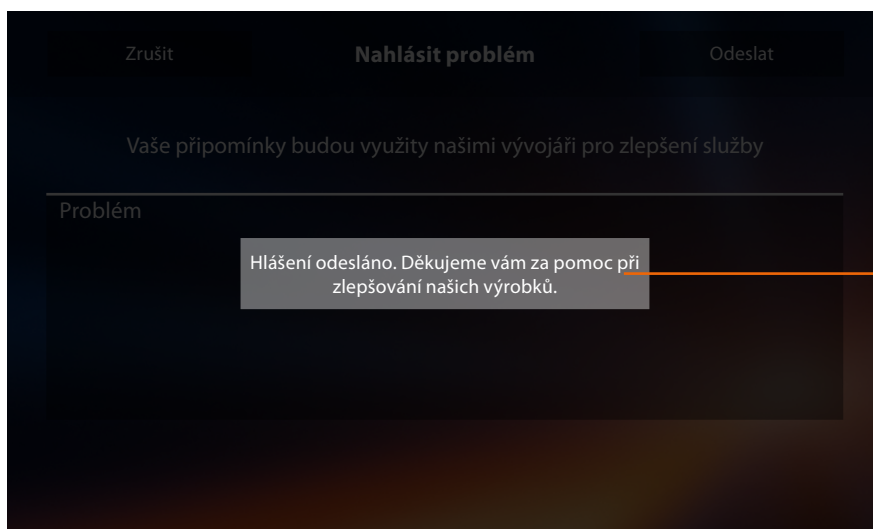 Zrušit
Nahlásit problém
Odeslat
Vaše připomínky budou využity našimi vývojáři pro zlepšení služby
Problém
Hlášení odesláno. Děkujeme vám za pomoc při
zlepšování našich výrobků.